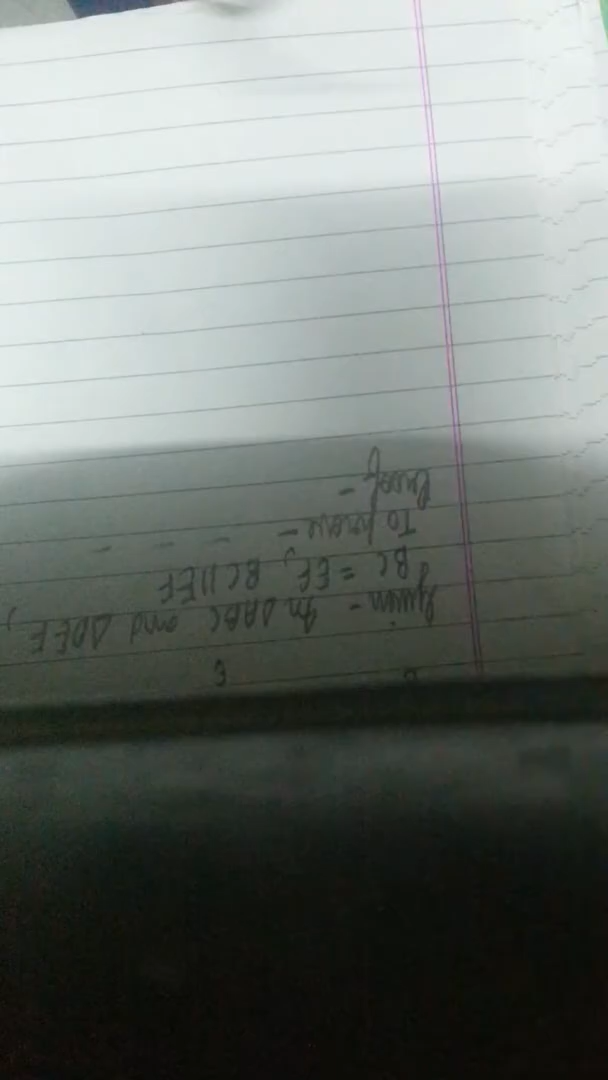 E
Given - In ΔABC and ΔDEF,
BC = EF, BC || EF
To prove - - - -
Proof -